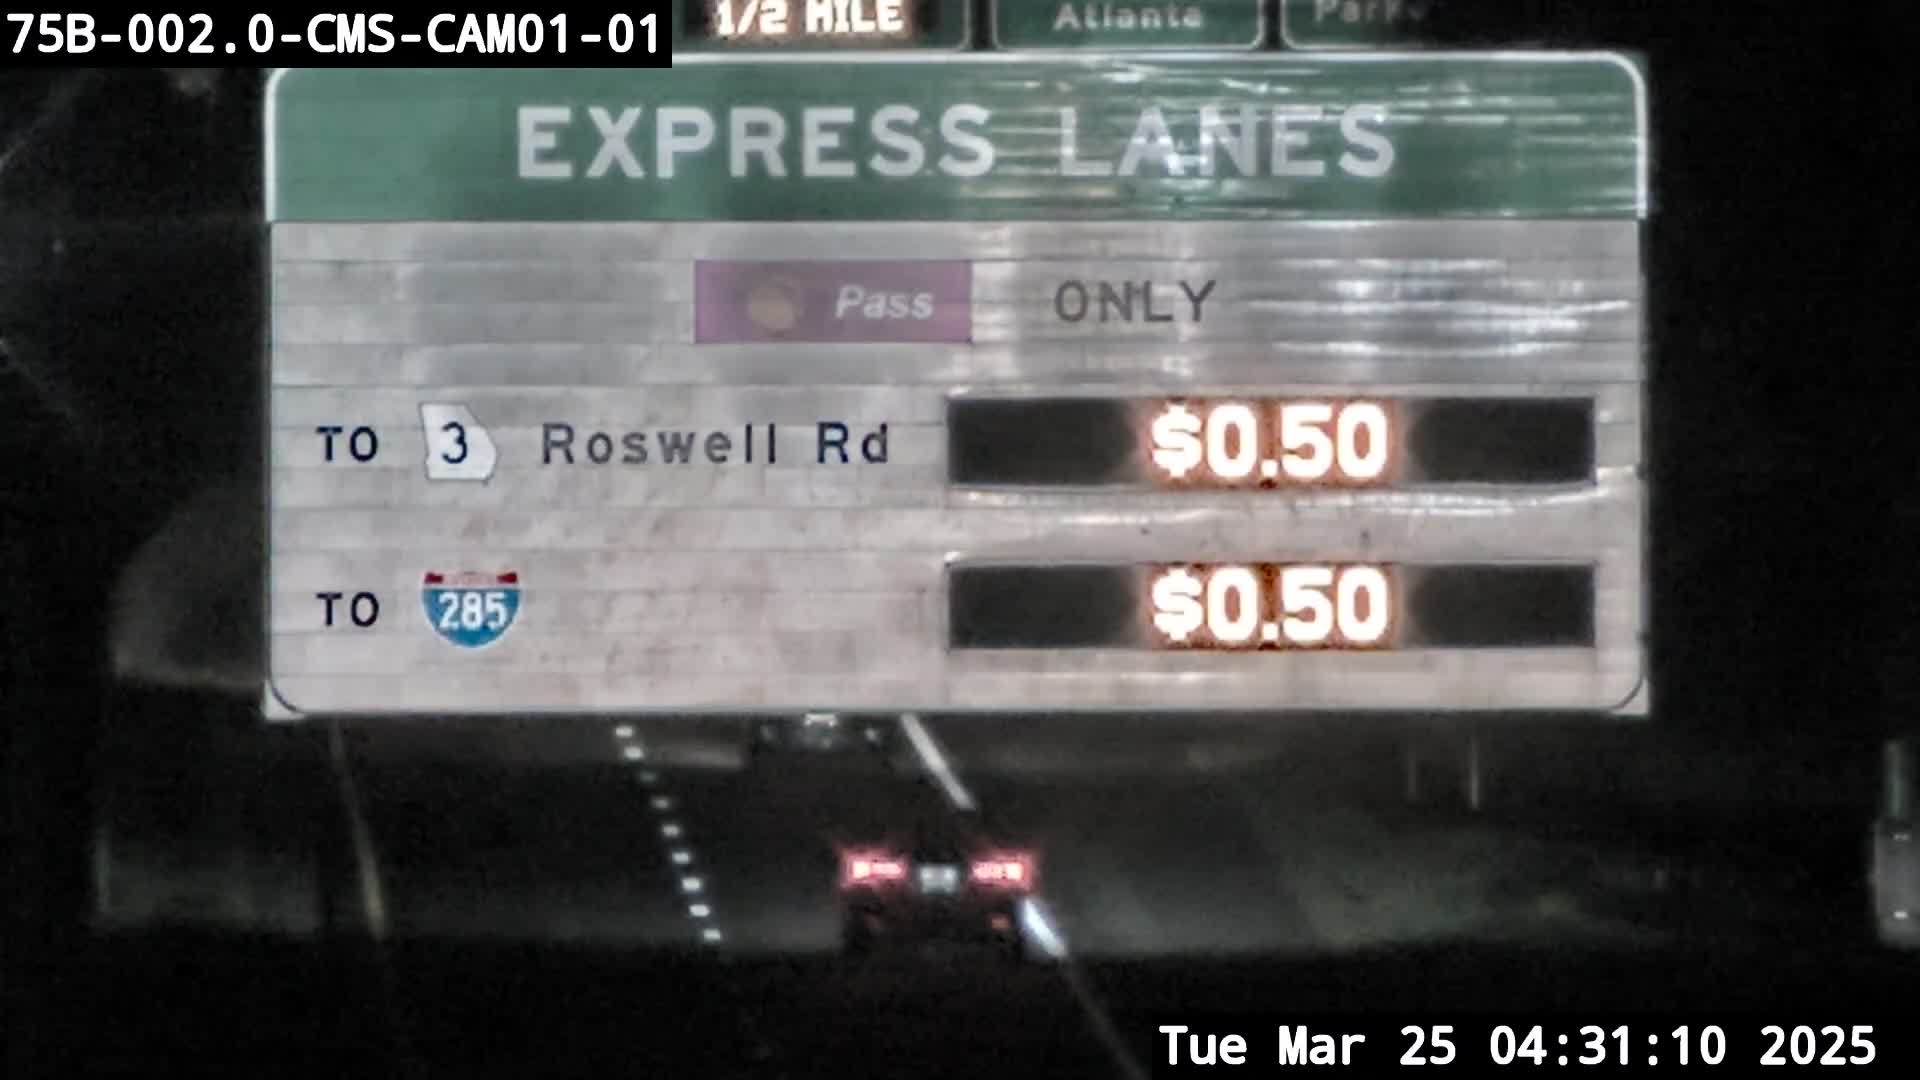 75B-002.0-CMS-CAM01-01
1/2 MILE
Atlanta
Park
EXPRESS LANES
Pass ONLY
TO 3 Roswell Rd $0.50
TO 285 $0.50
Tue Mar 25 04:31:10 2025